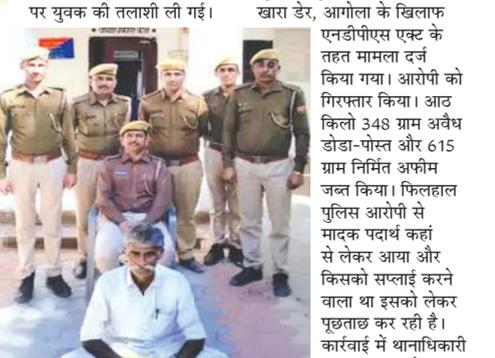 पर युवक की तलाशी ली गई।
खारा डेर, आगोला के खिलाफ
एनडीपीएस एक्ट के
तहत मामला दर्ज
किया गया। आरोपी को
गिरफ्तार किया। आठ
किलो 348 ग्राम अवैध
डोडा-पोस्त और 615
ग्राम निर्मित अफीम
जब्त किया। फिलहाल
पुलिस आरोपी से
मादक पदार्थ कहां
से लेकर आया और
किसको सप्लाई करने
वाला था इसको लेकर
पूछताछ कर रही है।
कार्रवाई में थानाधिकारी